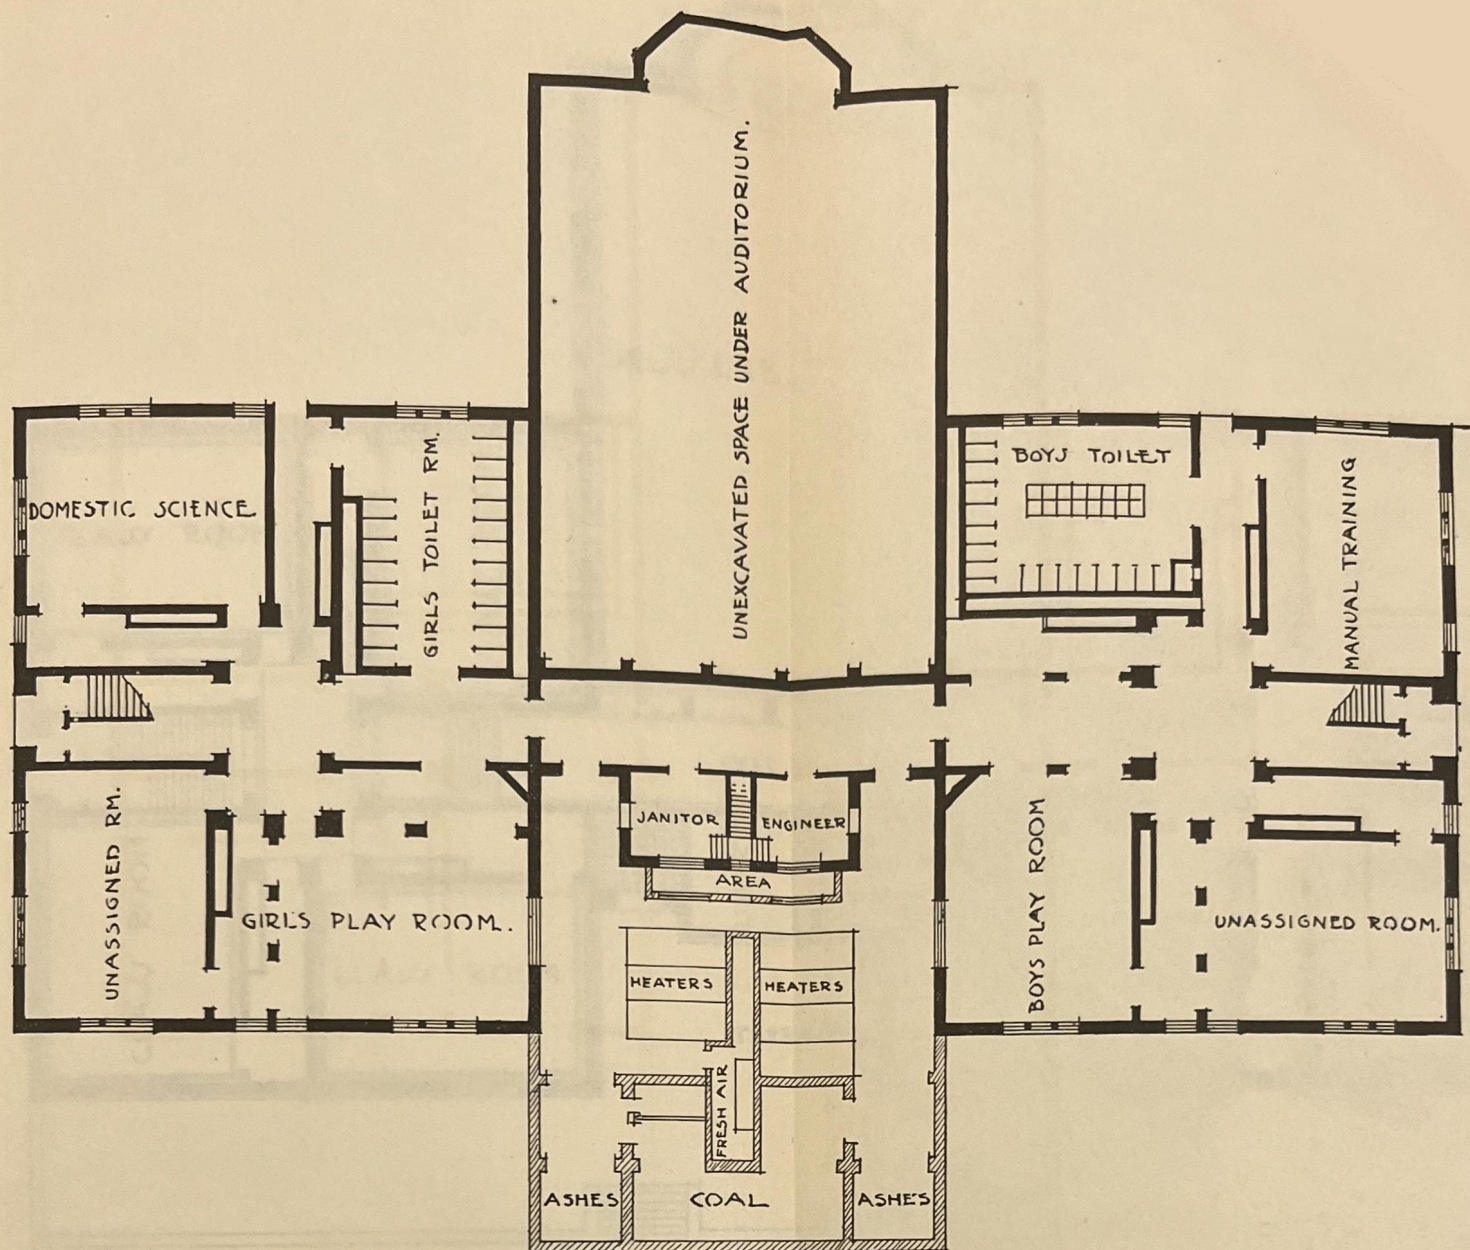 UNEXCAVATED SPACE UNDER AUDITORIUM.
DOMESTIC SCIENCE
GIRLS TOILET RM.
BOYS TOILET
MANUAL TRAINING
UNASSIGNED RM.
GIRLS PLAY ROOM.
JANITOR
ENGINEER
AREA
BOYS PLAY ROOM
UNASSIGNED ROOM.
HEATERS
HEATERS
FRESH AIR
ASHES
COAL
ASHES